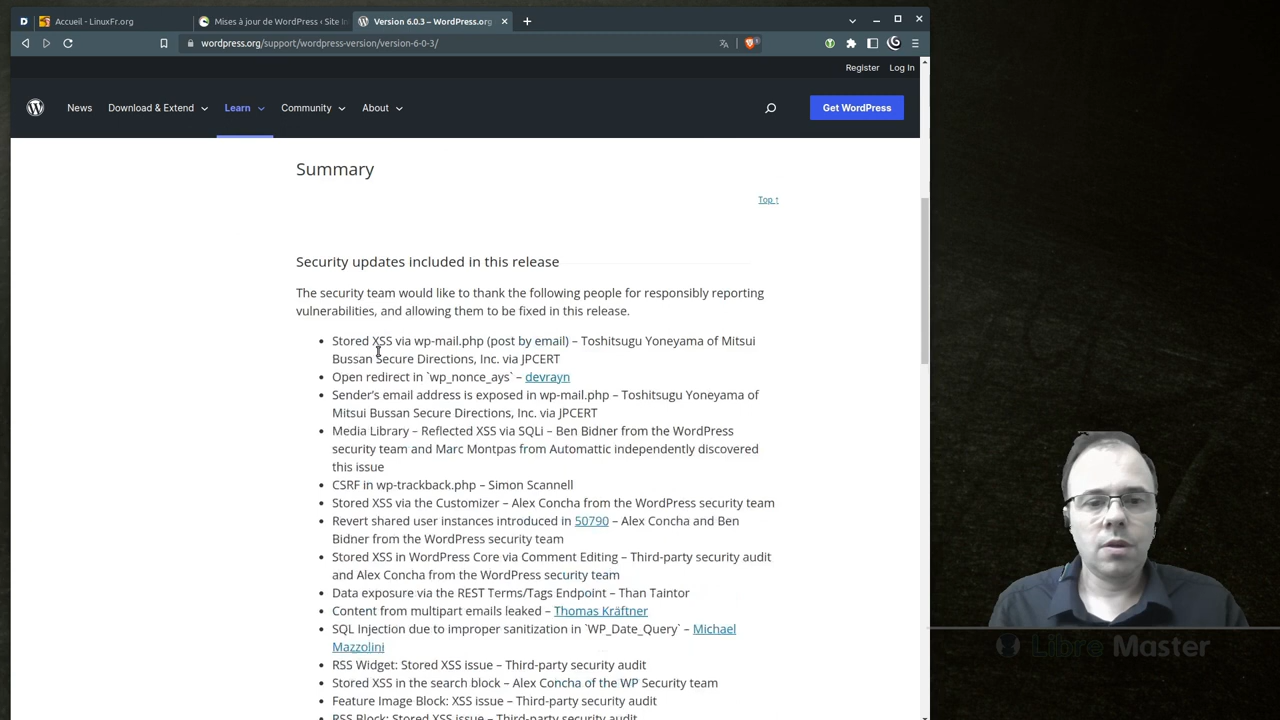 D
Accueil - LinuxFr.org
Mises à jour de WordPress ‹ Site In
Version 6.0.3 – WordPress.org
wordpress.org/support/wordpress-version/version-6-0-3/
Register
Log In
News
Download & Extend
Learn
Community
About
Get WordPress
Summary
Top ↑
Security updates included in this release
The security team would like to thank the following people for responsibly reporting
vulnerabilities, and allowing them to be fixed in this release.
Stored XSS via wp-mail.php (post by email) – Toshitsugu Yoneyama of Mitsui
Bussan Secure Directions, Inc. via JPCERT
Open redirect in `wp_nonce_ays` – devrayn
Sender’s email address is exposed in wp-mail.php – Toshitsugu Yoneyama of
Mitsui Bussan Secure Directions, Inc. via JPCERT
Media Library – Reflected XSS via SQLi – Ben Bidner from the WordPress
security team and Marc Montpas from Automattic independently discovered
this issue
CSRF in wp-trackback.php – Simon Scannell
Stored XSS via the Customizer – Alex Concha from the WordPress security team
Revert shared user instances introduced in 50790 – Alex Concha and Ben
Bidner from the WordPress security team
Stored XSS in WordPress Core via Comment Editing – Third-party security audit
and Alex Concha from the WordPress security team
Data exposure via the REST Terms/Tags Endpoint – Than Taintor
Content from multipart emails leaked – Thomas Kräftner
SQL Injection due to improper sanitization in `WP_Date_Query` – Michael
Mazzolini
RSS Widget: Stored XSS issue – Third-party security audit
Stored XSS in the search block – Alex Concha of the WP Security team
Feature Image Block: XSS issue – Third-party security audit
RSS Block: Stored XSS issue – Third-party security audit
Libre Master